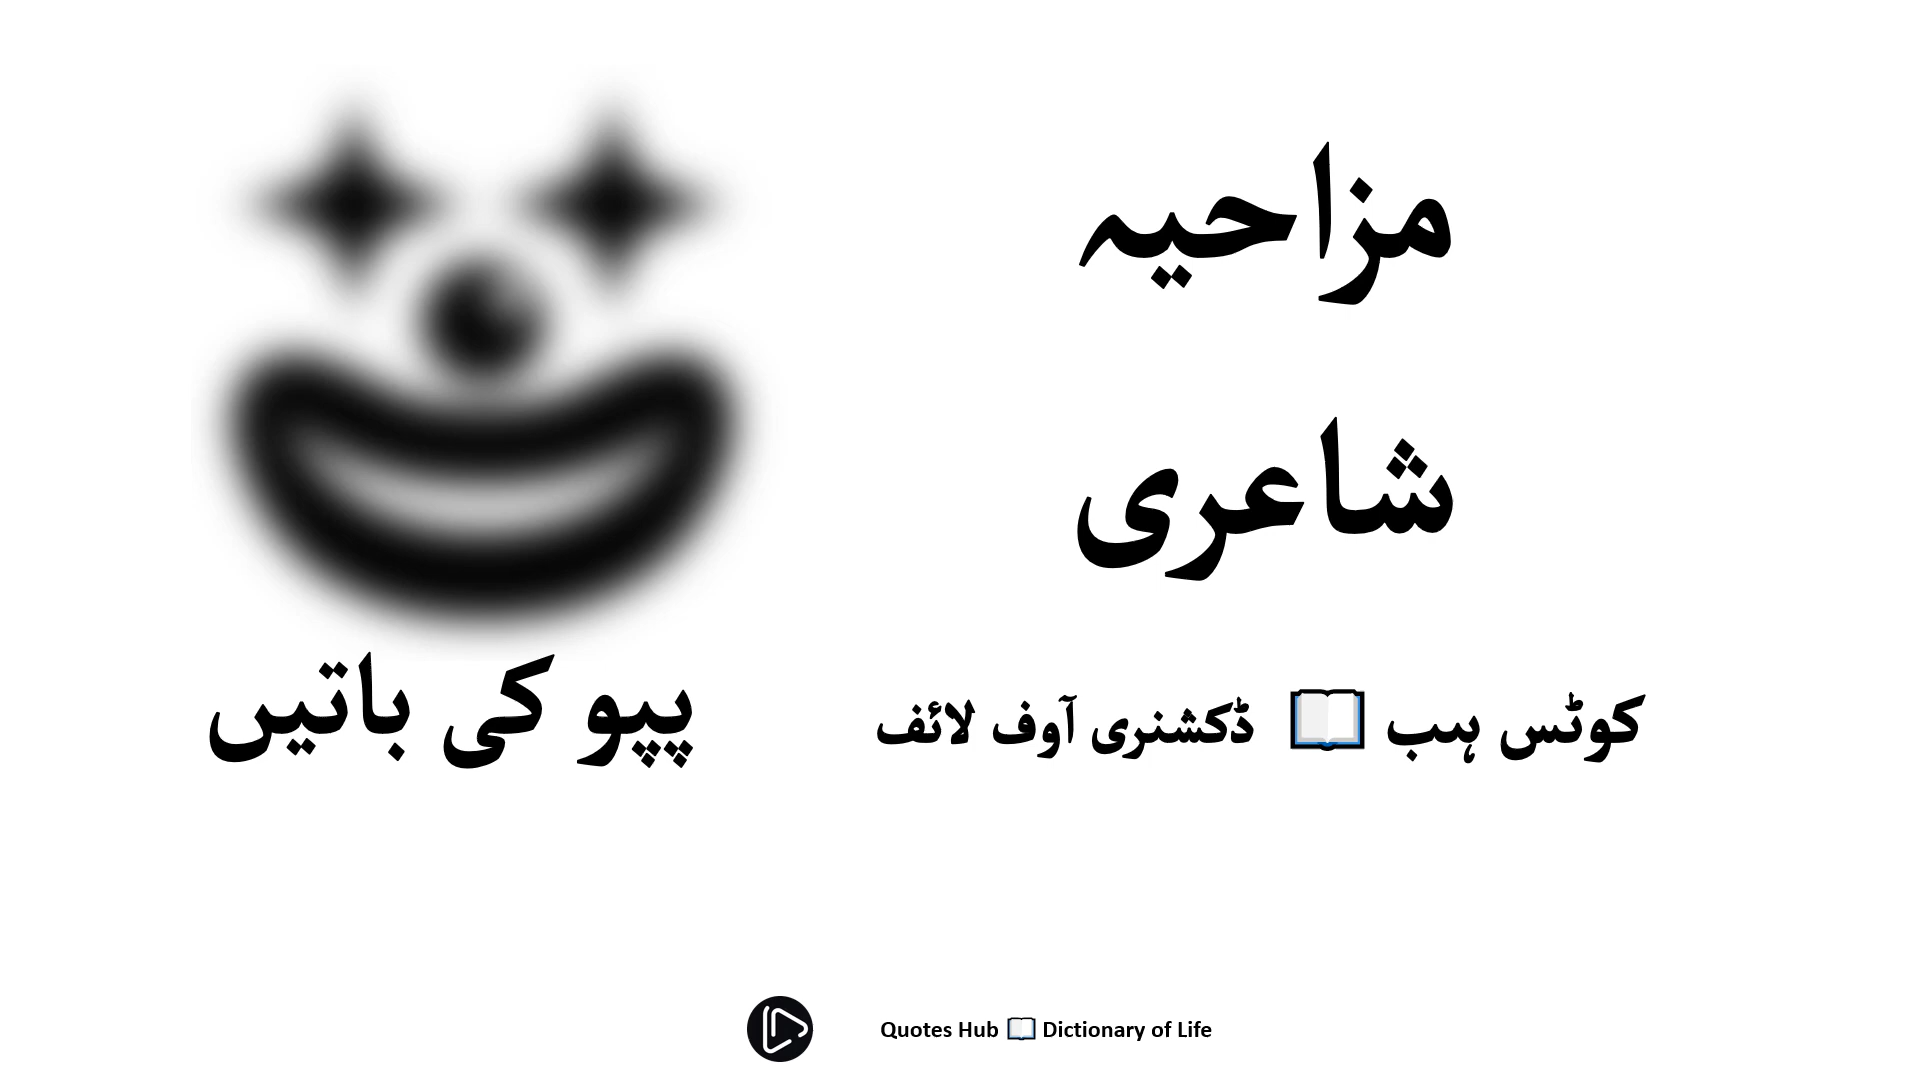 مزاحیہ
شاعری
پپو کی باتیں
کوٹس ہب 📖 ڈکشنری آوف لائف
Quotes Hub 📖 Dictionary of Life